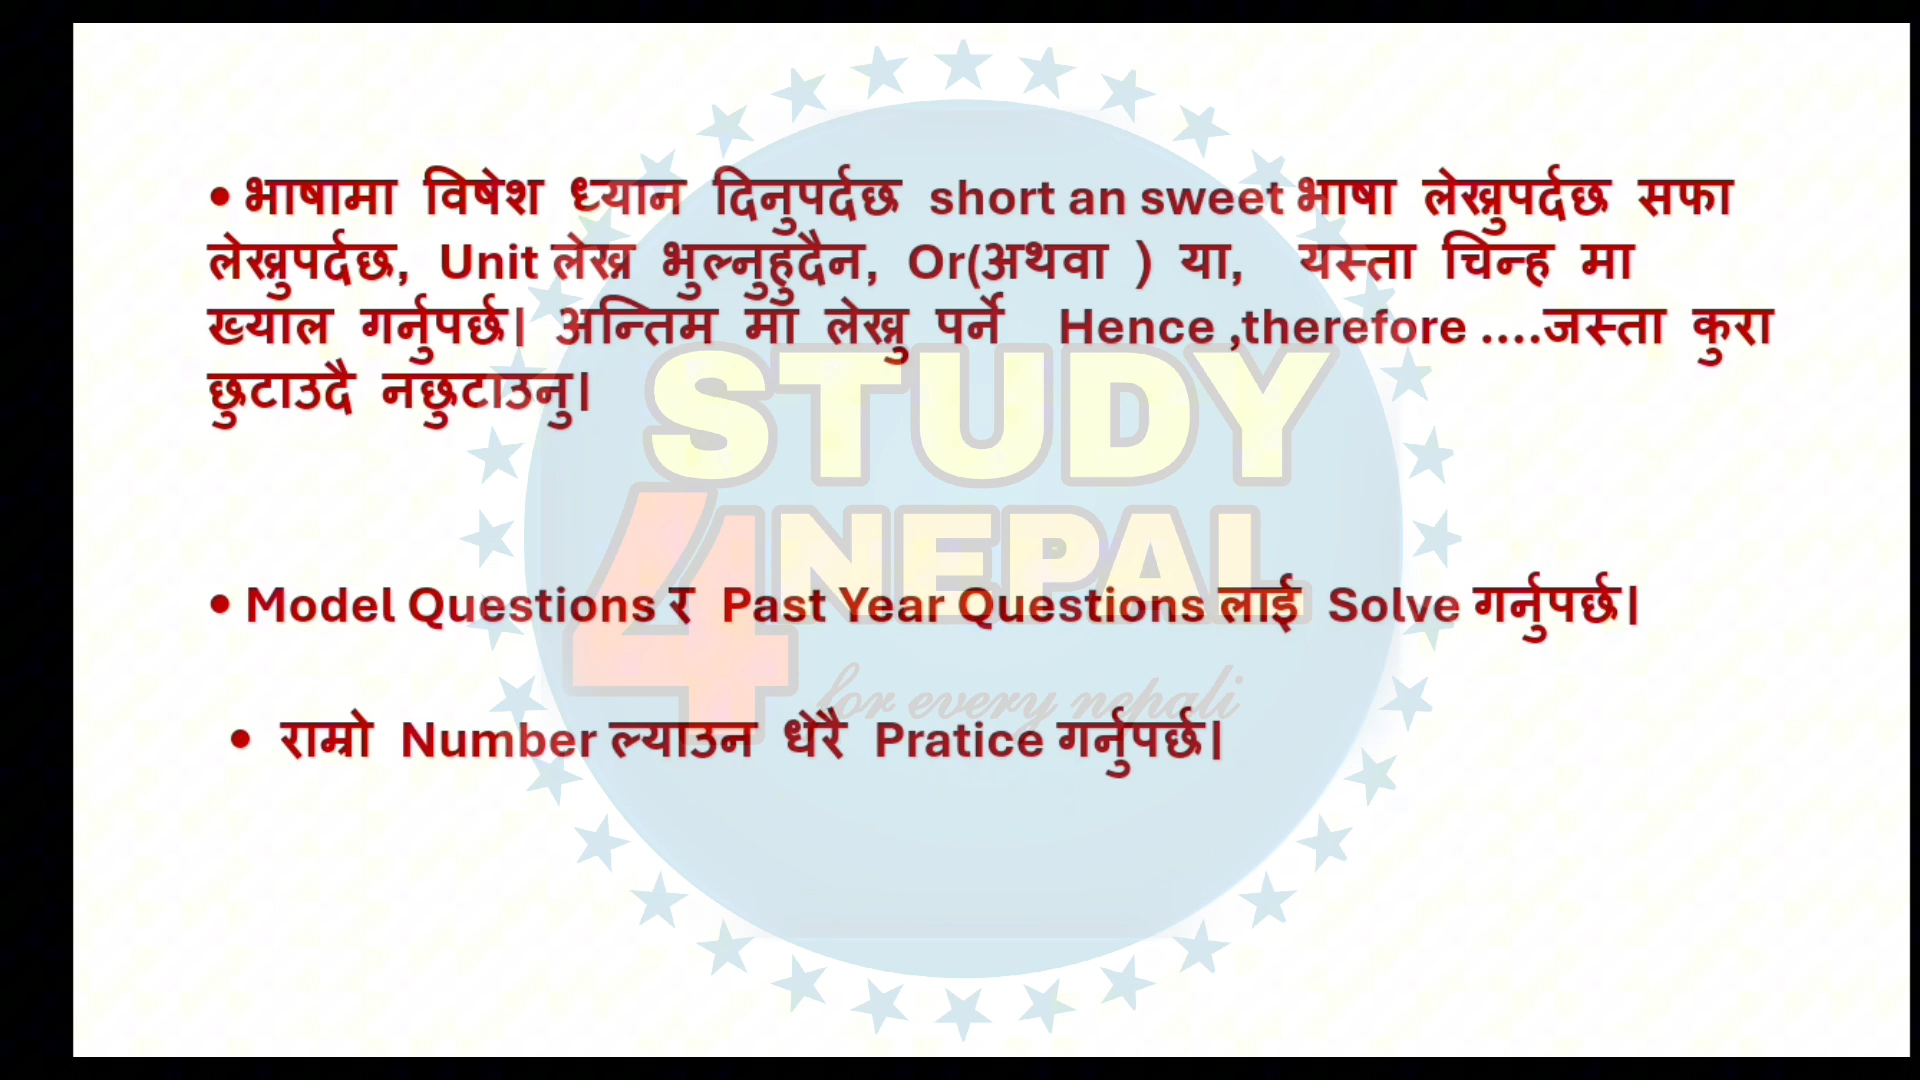 • भाषामा विषेश ध्यान दिनुपर्दछ short an sweet भाषा लेख्नुपर्दछ सफा
लेख्नुपर्दछ, Unit लेख्न भुल्नुहुदैन, Or(अथवा ) या, यस्ता चिन्ह मा
ख्याल गर्नुपर्छ। अन्तिम मा लेख्नु पर्ने Hence ,therefore ....जस्ता कुरा
छुटाउदै नछुटाउनु।
STUDY
4 NEPAL
• Model Questions र Past Year Questions लाई Solve गर्नुपर्छ।
for every nepali
• राम्रो Number ल्याउन धेरै Pratice गर्नुपर्छ।